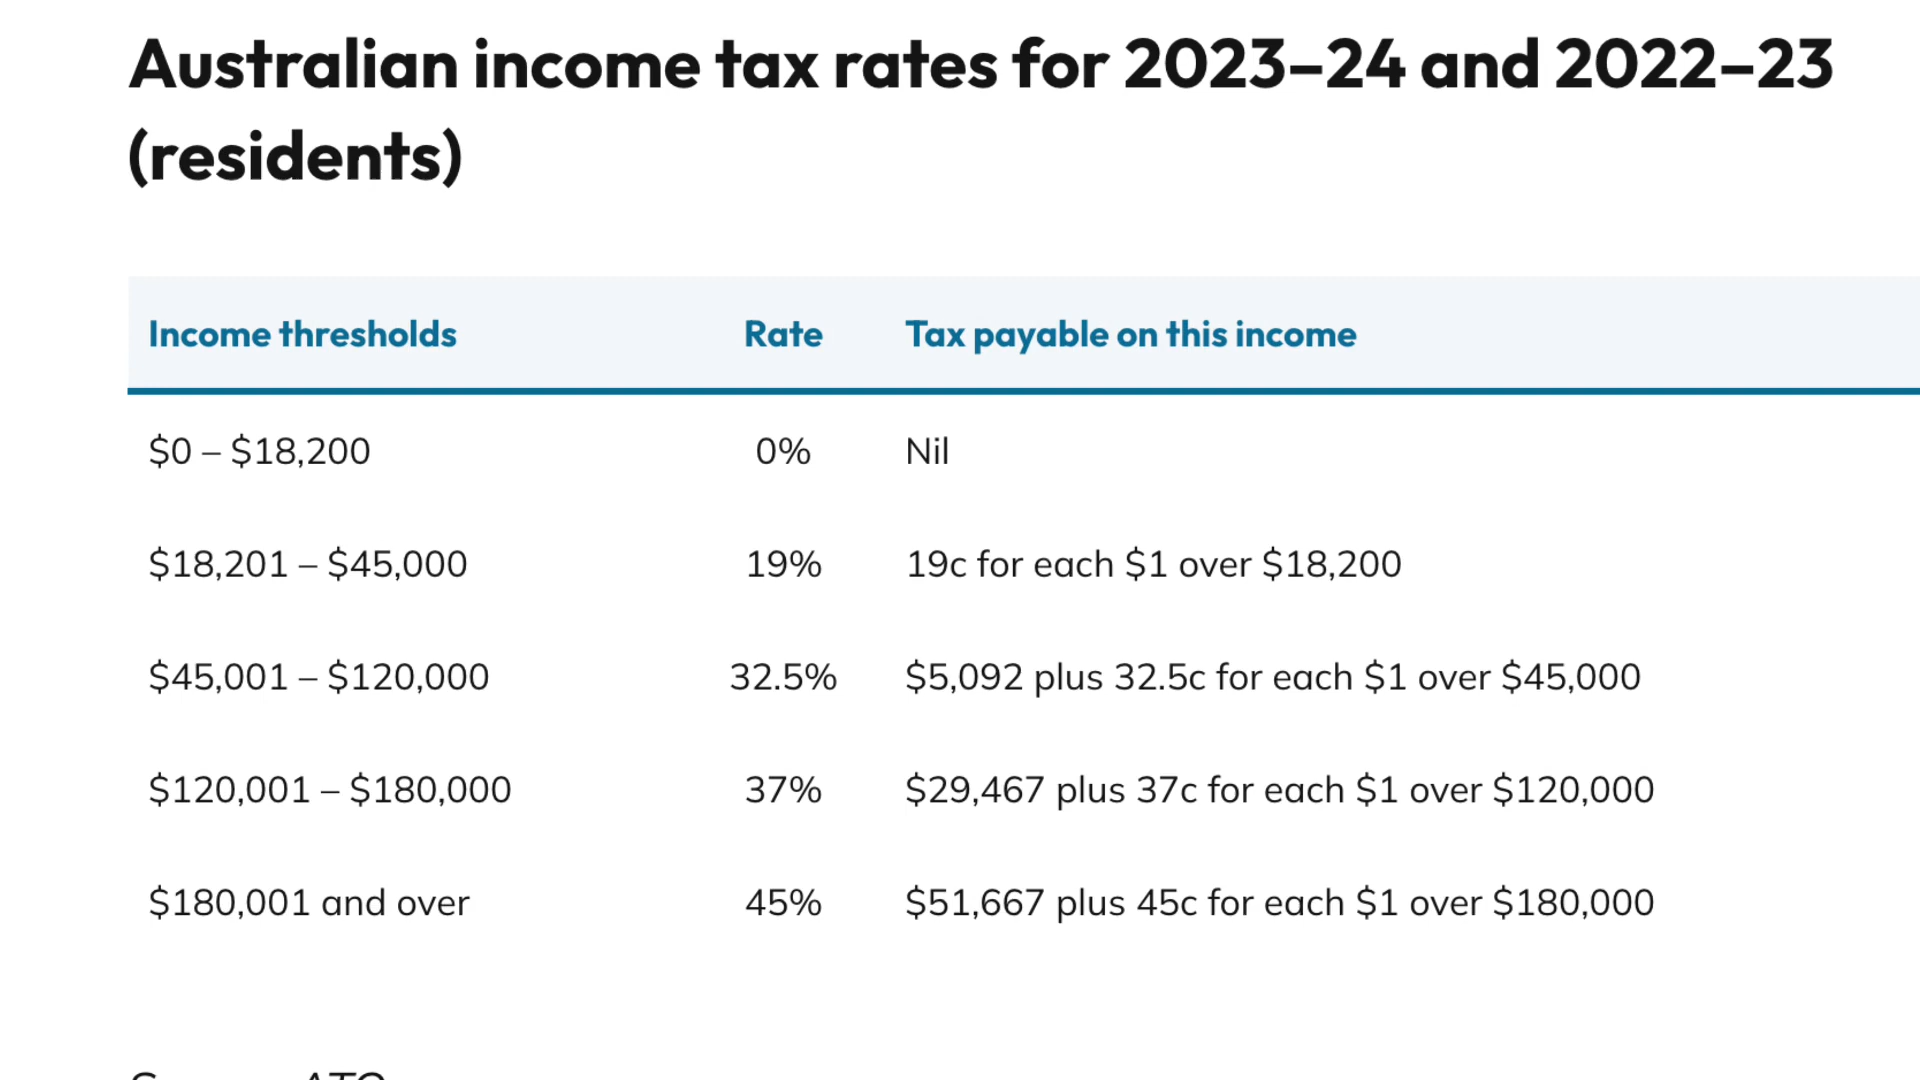 Australian income tax rates for 2023–24 and 2022–23
(residents)
Income thresholds Rate Tax payable on this income
$0 – $18,200 0% Nil
$18,201 – $45,000 19% 19c for each $1 over $18,200
$45,001 – $120,000 32.5% $5,092 plus 32.5c for each $1 over $45,000
$120,001 – $180,000 37% $29,467 plus 37c for each $1 over $120,000
$180,001 and over 45% $51,667 plus 45c for each $1 over $180,000
ATO